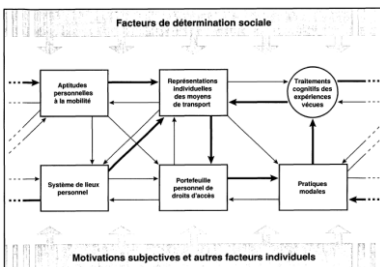 Facteurs de détermination sociale
Aptitudes
personnelles
à la mobilité
Représentations
individuelles
des moyens
de transport
Traitements
cognitifs des
expériences
vécues
Système de lieux
personnel
Portefeuille
personnel de
droits d'accès
Pratiques
modales
Motivations subjectives et autres facteurs individuels